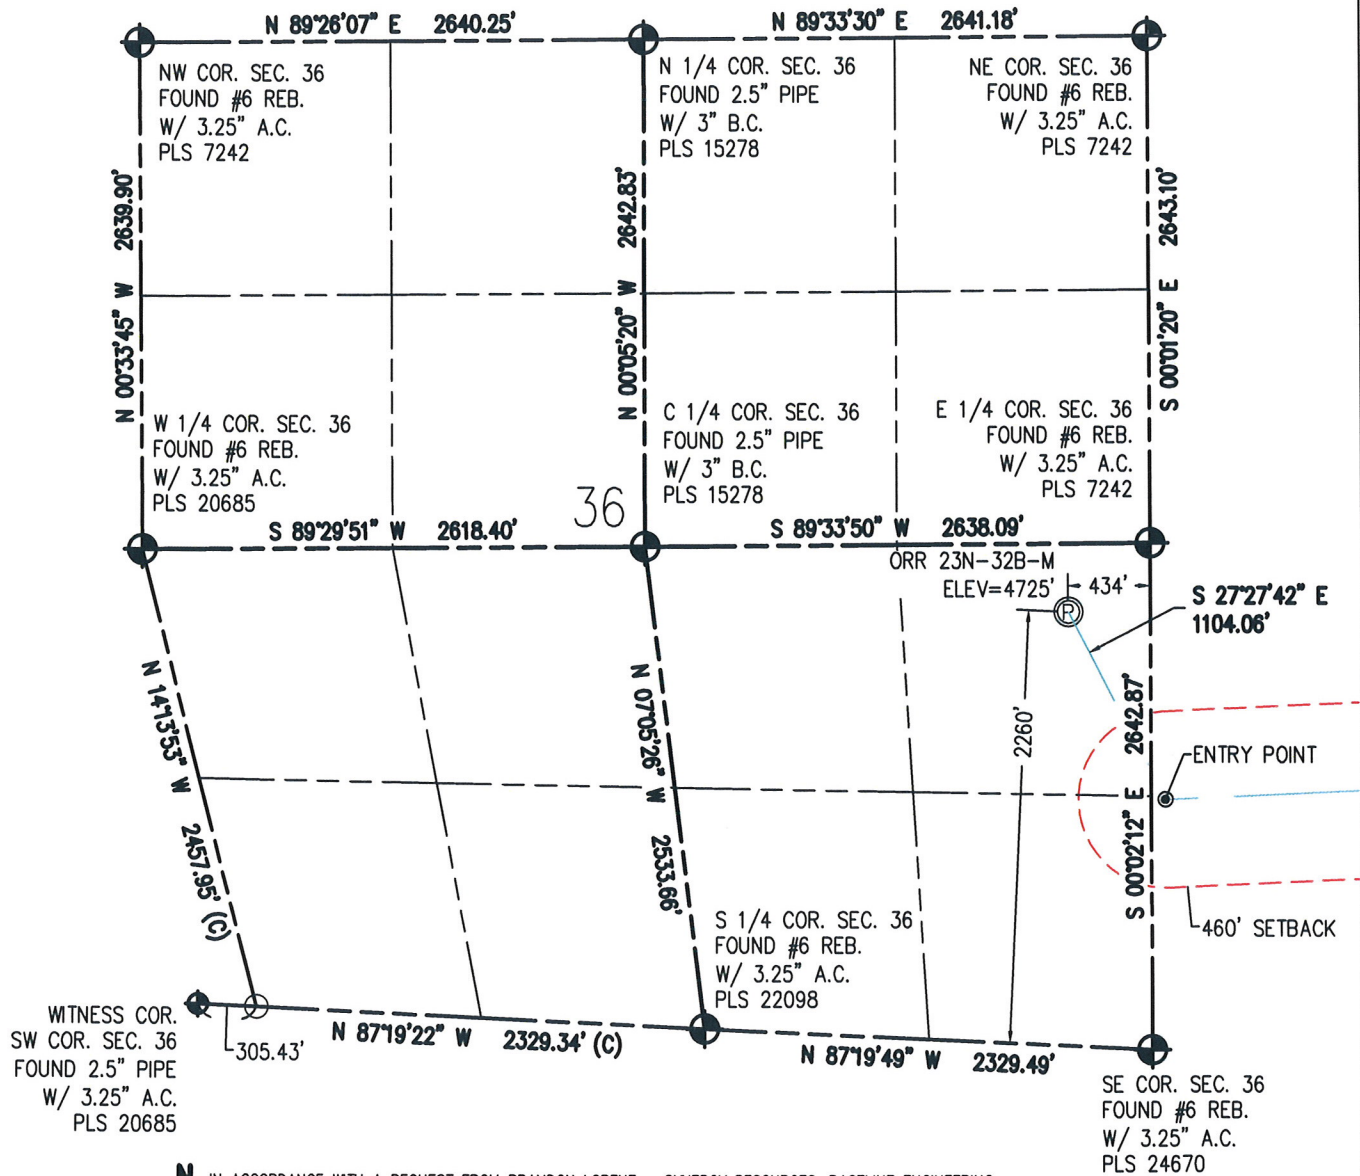 N 89°26'07" E 2640.25'
N 89°33'30" E 2641.18'
NW COR. SEC. 36
FOUND #6 REB.
W/ 3.25" A.C.
PLS 7242
N 1/4 COR. SEC. 36
FOUND 2.5" PIPE
W/ 3" B.C.
PLS 15278
NE COR. SEC. 36
FOUND #6 REB.
W/ 3.25" A.C.
PLS 7242
N 00°33'45" W 2639.90'
N 00°05'20" W 2642.83'
S 00°01'20" E 2643.10'
W 1/4 COR. SEC. 36
FOUND #6 REB.
W/ 3.25" A.C.
PLS 20685
C 1/4 COR. SEC. 36
FOUND 2.5" PIPE
W/ 3" B.C.
PLS 15278
E 1/4 COR. SEC. 36
FOUND #6 REB.
W/ 3.25" A.C.
PLS 7242
36
S 89°29'51" W 2618.40'
S 89°33'50" W 2638.09'
ORR 23N-32B-M
ELEV=4725'
434'
P
S 27°27'42" E
1104.06'
N 14°13'53" W 2457.95' (C)
N 07°05'26" W 2533.66'
2260'
S 00°02'12" E 2642.87'
ENTRY POINT
460' SETBACK
S 1/4 COR. SEC. 36
FOUND #6 REB.
W/ 3.25" A.C.
PLS 22098
WITNESS COR.
SW COR. SEC. 36
FOUND 2.5" PIPE
W/ 3.25" A.C.
PLS 20685
305.43'
N 87°19'22" W 2329.34' (C)
N 87°19'49" W 2329.49'
SE COR. SEC. 36
FOUND #6 REB.
W/ 3.25" A.C.
PLS 24670
N IN ACCORDANCE WITH A REQUEST FROM BRANDON